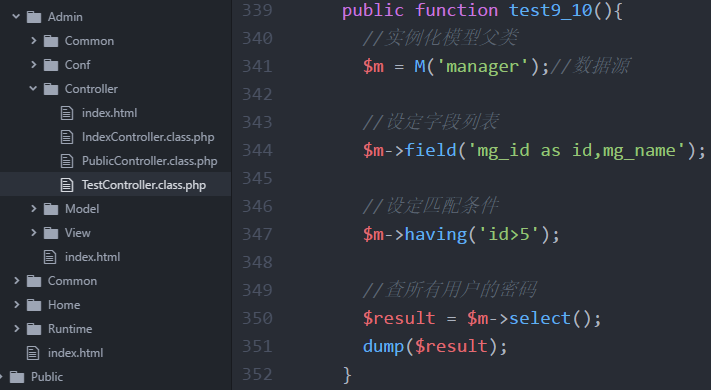 Admin
Common
Conf
Controller
index.html
IndexController.class.php
PublicController.class.php
TestController.class.php
Model
View
index.html
Common
Home
Runtime
index.html
Public
339 public function test9_10(){
340 //实例化模型父类
341 $m = M('manager');//数据源
342
343 //设定字段列表
344 $m->field('mg_id as id,mg_name');
345
346 //设定匹配条件
347 $m->having('id>5');
348
349 //查所有用户的密码
350 $result = $m->select();
351 dump($result);
352 }